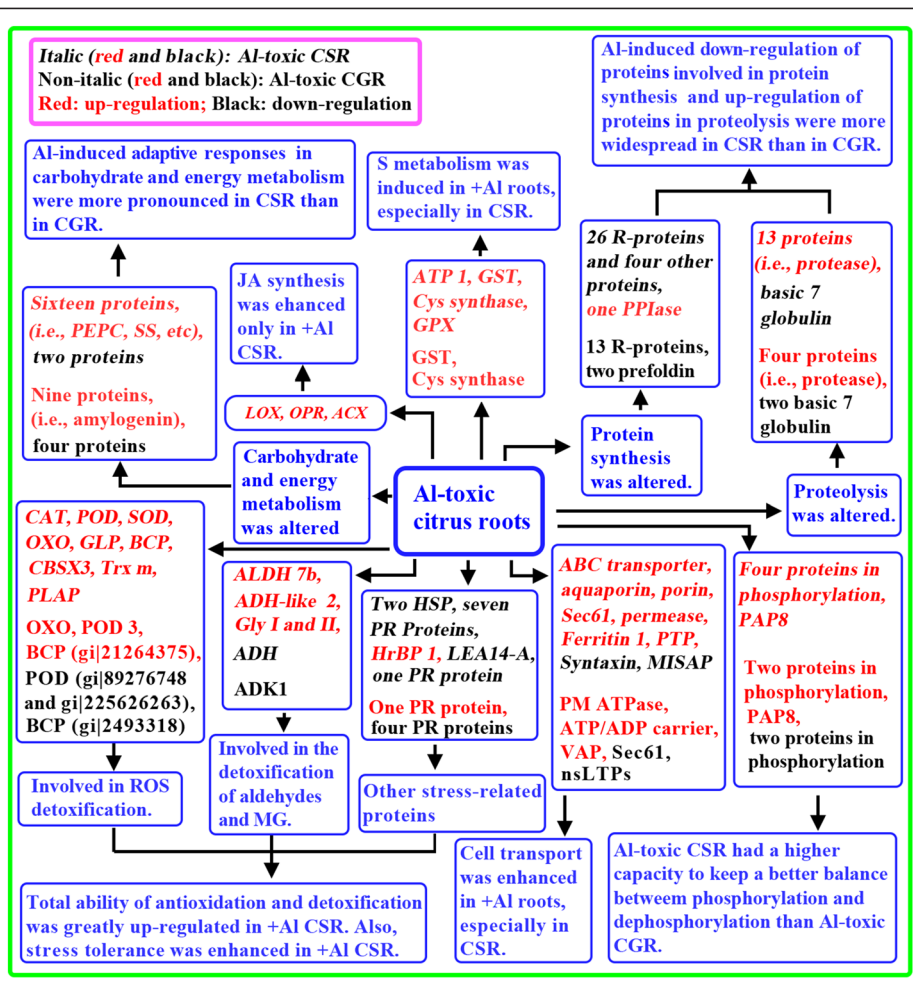 Italic (red and black): Al-toxic CSR
Non-italic (red and black): Al-toxic CGR
Red: up-regulation; Black: down-regulation
Al-induced down-regulation of
proteins involved in protein
synthesis and up-regulation of
proteins in proteolysis were more
widespread in CSR than in CGR.
Al-induced adaptive responses in
carbohydrate and energy metabolism
were more pronounced in CSR than
in CGR.
S metabolism was
induced in +Al roots,
especially in CSR.
JA synthesis
was ehanced
only in +Al
CSR.
Sixteen proteins,
(i.e., PEPC, SS, etc),
two proteins
Nine proteins,
(i.e., amylogenin),
four proteins
LOX, OPR, ACX
ATP 1, GST,
Cys synthase,
GPX
GST,
Cys synthase
26 R-proteins
and four other
proteins,
one PPIase
13 R-proteins,
two prefoldin
13 proteins
(i.e., protease),
basic 7
globulin
Four proteins
(i.e., protease),
two basic 7
globulin
Carbohydrate
and energy
metabolism
was altered
Al-toxic
citrus roots
Protein
synthesis
was altered.
Proteolysis
was altered.
CAT, POD, SOD,
OXO, GLP, BCP,
CBSX3, Trx m,
PLAP
OXO, POD 3,
BCP (gi|21264375),
POD (gi|89276748
and gi|225626263),
BCP (gi|2493318)
ALDH 7b,
ADH-like 2,
Gly I and II,
ADH
ADK1
Two HSP, seven
PR Proteins,
HrBP 1, LEA14-A,
one PR protein
One PR protein,
four PR proteins
ABC transporter,
aquaporin, porin,
Sec61, permease,
Ferritin 1, PTP,
Syntaxin, MISAP
PM ATPase,
ATP/ADP carrier,
VAP, Sec61,
nsLTPs
Four proteins in
phosphorylation,
PAP8
Two proteins in
phosphorylation,
PAP8,
two proteins in
phosphorylation
Involved in ROS
detoxification.
Involved in the
detoxification
of aldehydes
and MG.
Other stress-related
proteins
Total ability of antioxidation and detoxification
was greatly up-regulated in +Al CSR. Also,
stress tolerance was enhanced in +Al CSR.
Cell transport
was enhanced
in +Al roots,
especially in
CSR.
Al-toxic CSR had a higher
capacity to keep a better balance
betweem phosphorylation and
dephosphorylation than Al-toxic
CGR.